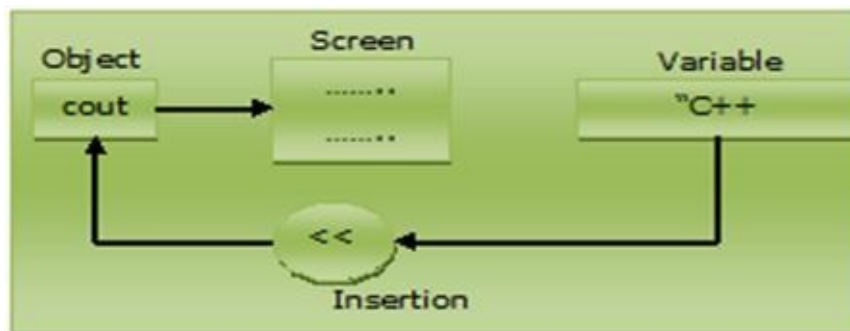 Object
Screen
Variable
cout
.......
"C++
.......
<<
Insertion